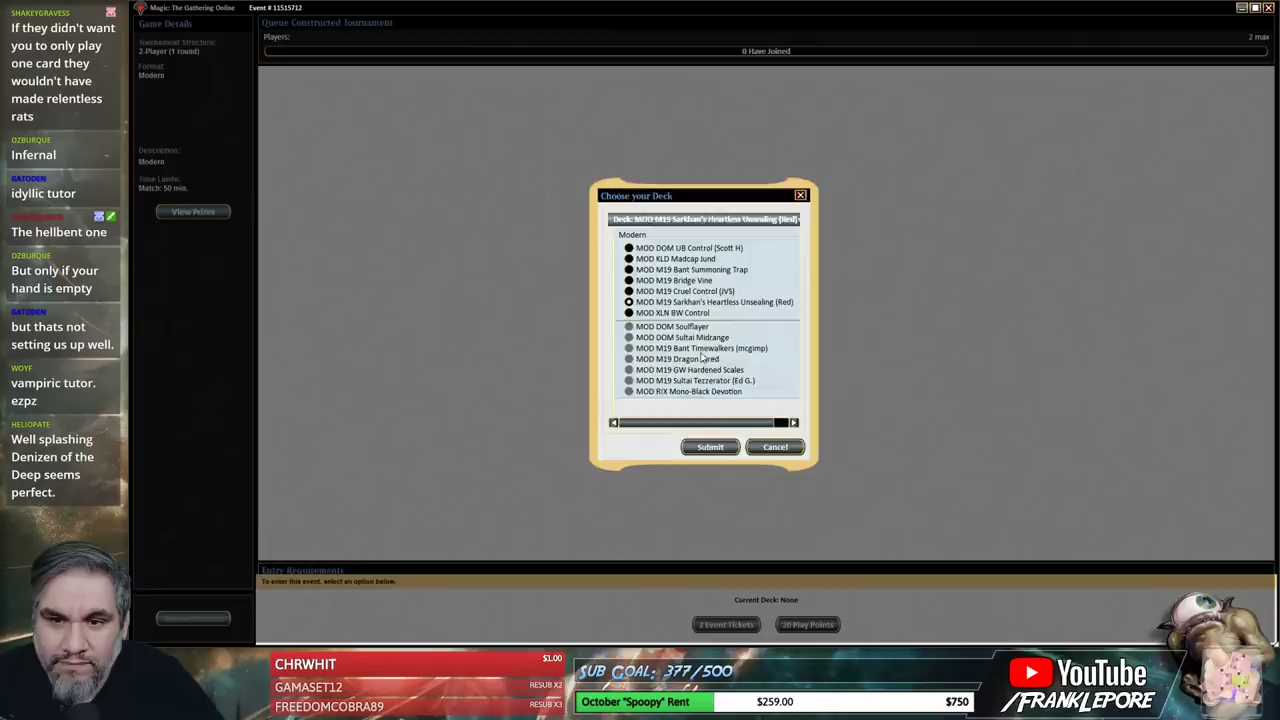 SHAKEYGRAVESS
If they didn't
want you to only
put in more than
one card they
wouldn't have
made relentless
rats
OZBURQUE
Infernal
GATODEN
idyllic tutor
The hellbent one
OZBURQUE
But only if your
hand is empty
GATODEN
but thats not
setting us up well.
WOYF
vampiric tutor.
ezpz
HELIOPATE
Well splashing
Denizen of the
Deep seems
perfect.
Magic: The Gathering Online
Event # 11515712
Game Details
Tournament Structure:
2-Player (1 round)
Format:
Modern
Description:
Modern
Time Limits:
Match: 50 min.
View Prizes
Queue Constructed Tournament
Players:
2 max
0 Have Joined
Choose your Deck
Deck: MOD M19 Sarkhan's Heartless Unsealing (Red)
Modern
MOD DOM UB Control (Scott H)
MOD KLD Madcap Jund
MOD M19 Bant Summoning Trap
MOD M19 Bridge Vine
MOD M19 Cruel Control (JVS)
MOD M19 Sarkhan's Heartless Unsealing (Red)
MOD XLN BW Control
MOD DOM Soulflayer
MOD DOM Sultai Midrange
MOD M19 Bant Timewalkers (mcgimp)
MOD M19 Dragon
MOD M19 GW Hardened Scales
MOD M19 Sultai Tezzerator (Ed G.)
MOD RIX Mono-Black Devotion
Submit
Cancel
Entry Requirements
To enter this event, select an option below.
Current Deck: None
2 Event Tickets
20 Play Points
CHRWHIT $1.00
GAMASET12 RESUB X2
FREEDOMCOBRA89 RESUB X3
SUB GOAL: 377/500
October "Spoopy" Rent $259.00 $750
YouTube
/FRANKLEPORE